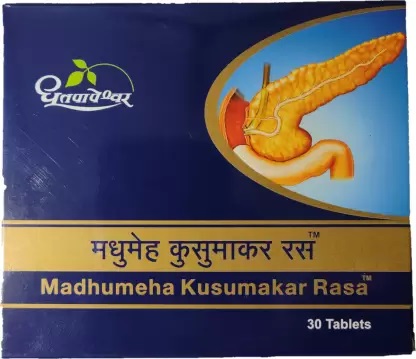 धूतपापेश्वर
मधुमेह कुसुमाकर रस™
Madhumeha Kusumakar Rasa™
30 Tablets